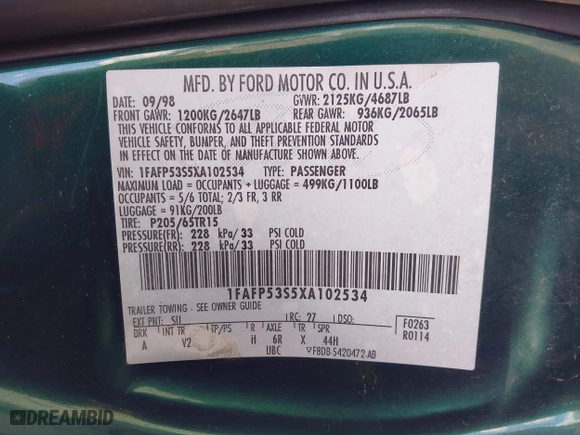 MFD. BY FORD MOTOR CO. IN U.S.A.
DATE: 09/98 GVWR: 2125KG/4687LB
FRONT GAWR: 1200KG/2647LB REAR GAWR: 936KG/2065LB
THIS VEHICLE CONFORMS TO ALL APPLICABLE FEDERAL MOTOR
VEHICLE SAFETY, BUMPER, AND THEFT PREVENTION STANDARDS
IN EFFECT ON THE DATE OF MANUFACTURE SHOWN ABOVE.
VIN: 1FAFP53S5XA102534 TYPE: PASSENGER
MAXIMUM LOAD = OCCUPANTS + LUGGAGE = 499KG/1100LB
OCCUPANTS = 5/6 TOTAL; 2/3 FR, 3 RR
LUGGAGE = 91KG/200LB
TIRE: P205/65TR15
PRESSURE(FR): 228 kPa/33 PSI COLD
PRESSURE(RR): 228 kPa/33 PSI COLD
1FAFP53S5XA102534
TRAILER TOWING - SEE OWNER GUIDE
EXT PNT: SU RC: 27 DSO: F0263
BRK INT TR TP/PS R AXLE TR SPR R0114
A V2 H 6R X 44H
UBC F8DB-5420472-AB
DREAMBID